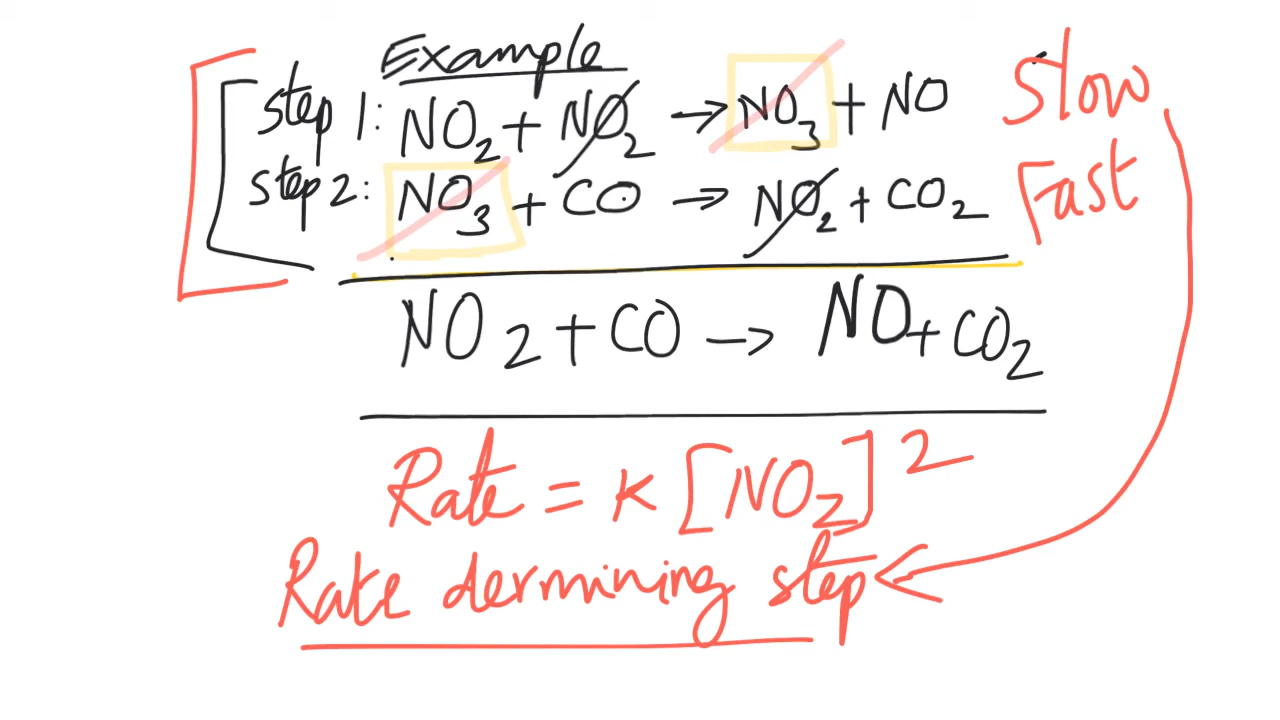 Example
step 1: NO2 + NO2 → NO3 + NO Slow
step 2: NO3 + CO → NO2 + CO2 Fast
NO2 + CO → NO + CO2
Rate = K [NO2]2
Rate dermining step